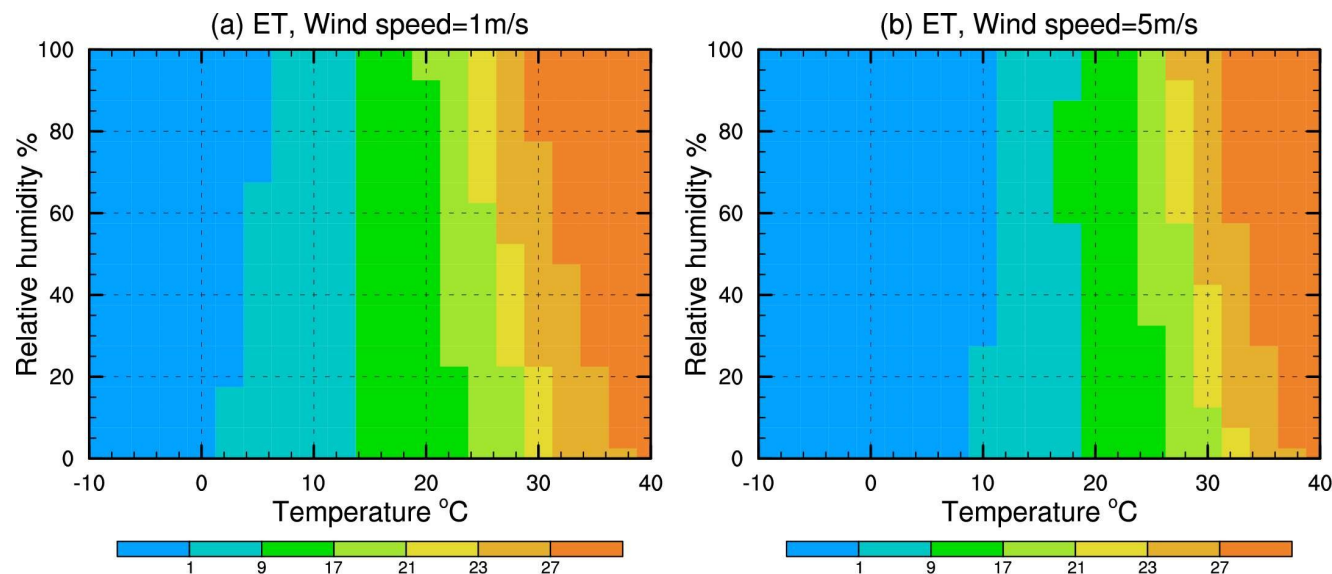 (a) ET, Wind speed=1m/s
Relative humidity %
100
80
60
40
20
0
-10 0 10 20 30 40
Temperature °C
1 9 17 21 23 27
(b) ET, Wind speed=5m/s
Relative humidity %
100
80
60
40
20
0
-10 0 10 20 30 40
Temperature °C
1 9 17 21 23 27